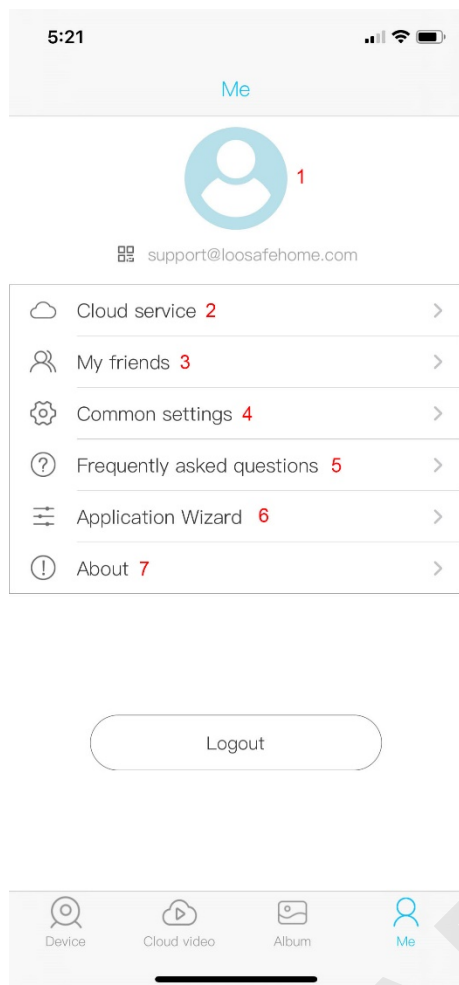 5:21
Me
1
support@loosafehome.com
Cloud service 2
My friends 3
Common settings 4
Frequently asked questions 5
Application Wizard 6
About 7
Logout
Device Cloud video Album Me